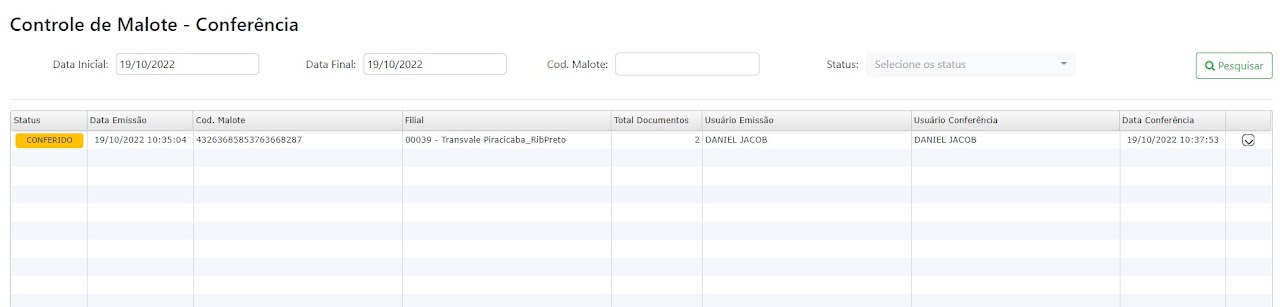 Controle de Malote - Conferência
Data Inicial: 19/10/2022 Data Final: 19/10/2022 Cod. Malote: Status: Selecione os status Pesquisar
Status Data Emissão Cod. Malote Filial Total Documentos Usuário Emissão Usuário Conferência Data Conferência
CONFERIDO 19/10/2022 10:35:04 43263685853763668287 00039 - Transvale Piracicaba_RibPreto 2 DANIEL JACOB DANIEL JACOB 19/10/2022 10:37:53